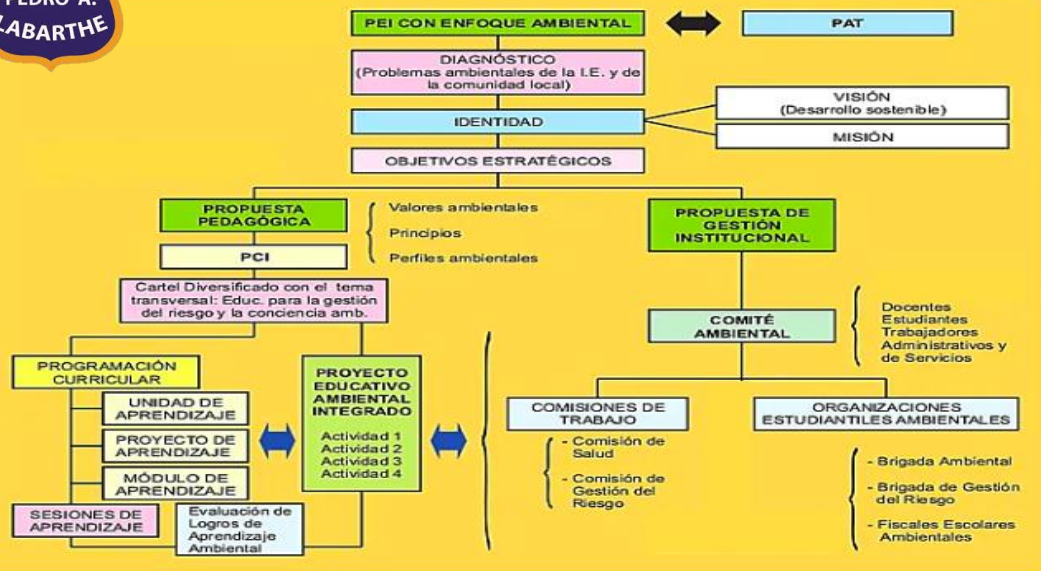 PEDRO A.
LABARTHE
PEI CON ENFOQUE AMBIENTAL
PAT
DIAGNÓSTICO
(Problemas ambientales de la I.E. y de
la comunidad local)
IDENTIDAD
VISIÓN
(Desarrollo sostenible)
MISIÓN
OBJETIVOS ESTRATÉGICOS
PROPUESTA
PEDAGÓGICA
Valores ambientales
Principios
Perfiles ambientales
PCI
Cartel Diversificado con el tema
transversal: Educ. para la gestión
del riesgo y la conciencia amb.
PROGRAMACIÓN
CURRICULAR
UNIDAD DE
APRENDIZAJE
PROYECTO DE
APRENDIZAJE
MÓDULO DE
APRENDIZAJE
SESIONES DE
APRENDIZAJE
Evaluación de
Logros de
Aprendizaje
Ambiental
PROYECTO
EDUCATIVO
AMBIENTAL
INTEGRADO
Actividad 1
Actividad 2
Actividad 3
Actividad 4
PROPUESTA DE
GESTIÓN
INSTITUCIONAL
COMITÉ
AMBIENTAL
Docentes
Estudiantes
Trabajadores
Administrativos y
de Servicios
COMISIONES DE
TRABAJO
- Comisión de
Salud
- Comisión de
Gestión del
Riesgo
ORGANIZACIONES
ESTUDIANTILES AMBIENTALES
- Brigada Ambiental
- Brigada de Gestión
del Riesgo
- Fiscales Escolares
Ambientales